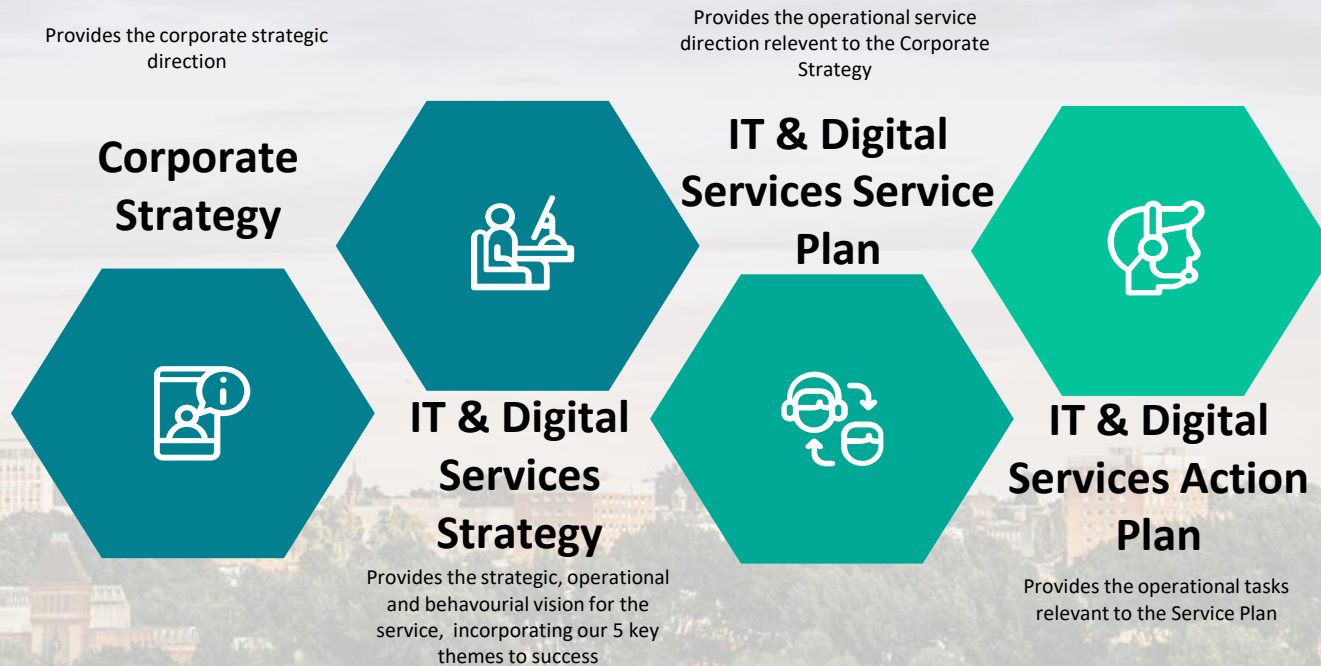 Provides the corporate strategic
direction
Corporate
Strategy
IT & Digital
Services
Strategy
Provides the strategic, operational
and behavourial vision for the
service, incorporating our 5 key
themes to success
Provides the operational service
direction relevent to the Corporate
Strategy
IT & Digital
Services Service
Plan
IT & Digital
Services Action
Plan
Provides the operational tasks
relevant to the Service Plan